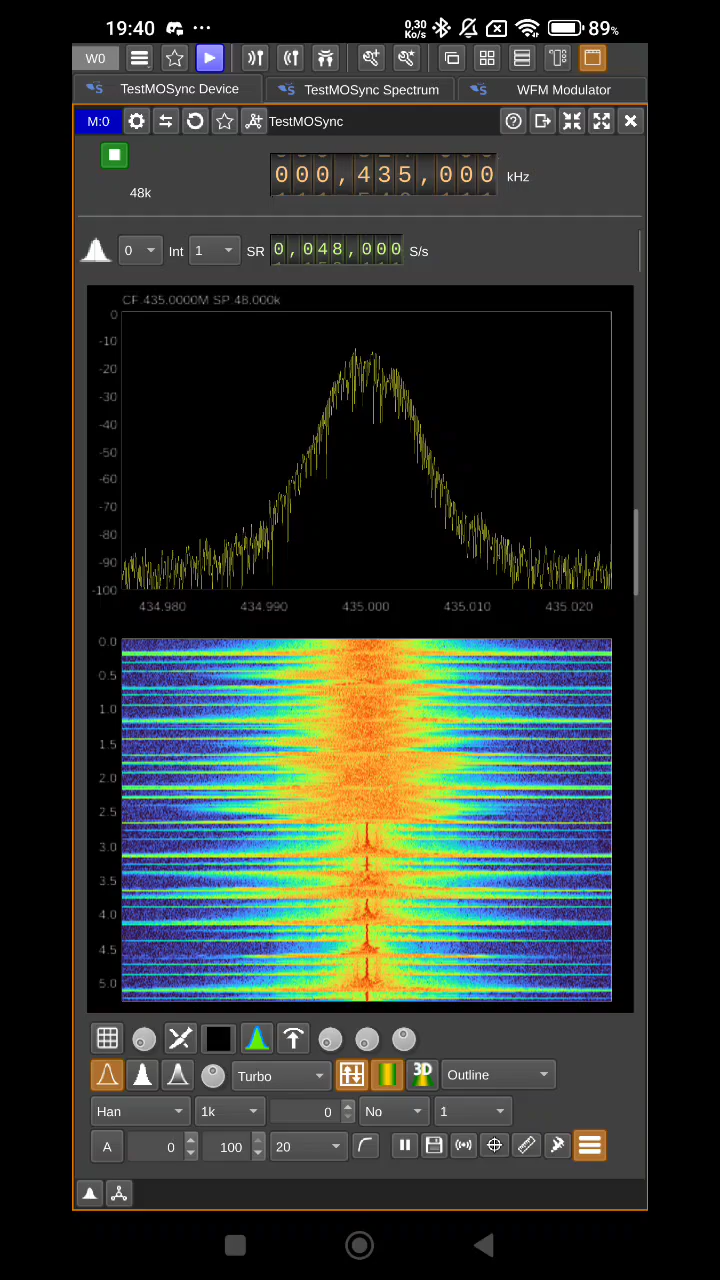 19:40 ... 0,30 Ko/s 89%
W0
TestMOSync Device TestMOSync Spectrum WFM Modulator
M:0 TestMOSync
000,435,000 kHz
48k
0 Int 1 SR 0,048,000 S/s
CF 435.0000M SP 48.000k
0
-10
-20
-30
-40
-50
-60
-70
-80
-90
-100
434.980 434.990 435.000 435.010 435.020
0.0
0.5
1.0
1.5
2.0
2.5
3.0
3.5
4.0
4.5
5.0
Turbo 3D Outline
Han 1k 0 No 1
A 0 100 20